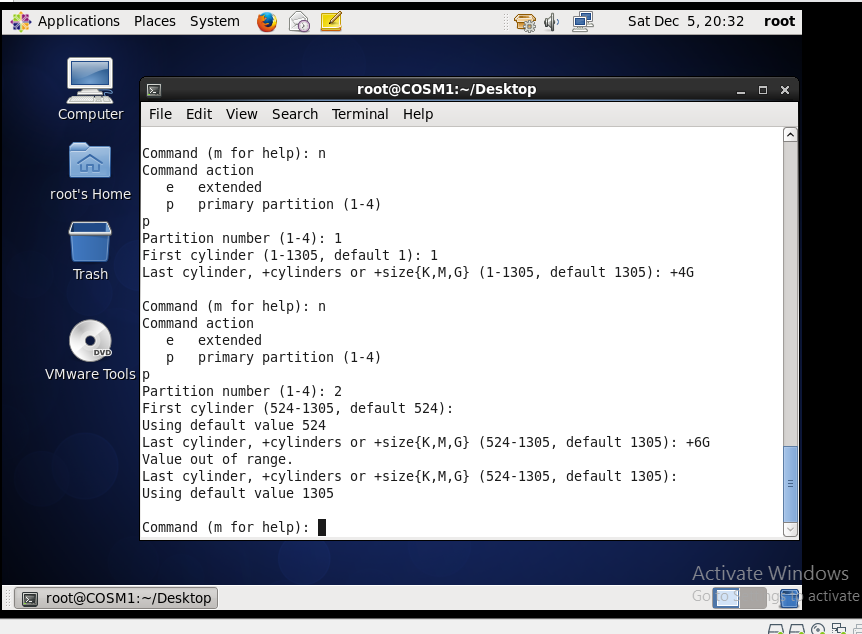 Applications Places System
Sat Dec 5, 20:32 root
Computer
root's Home
Trash
DVD
VMware Tools
root@COSM1:~/Desktop
File Edit View Search Terminal Help
Command (m for help): n
Command action
e extended
p primary partition (1-4)
p
Partition number (1-4): 1
First cylinder (1-1305, default 1): 1
Last cylinder, +cylinders or +size{K,M,G} (1-1305, default 1305): +4G
Command (m for help): n
Command action
e extended
p primary partition (1-4)
p
Partition number (1-4): 2
First cylinder (524-1305, default 524):
Using default value 524
Last cylinder, +cylinders or +size{K,M,G} (524-1305, default 1305): +6G
Value out of range.
Last cylinder, +cylinders or +size{K,M,G} (524-1305, default 1305):
Using default value 1305
Command (m for help):
Activate Windows
Go to activate
root@COSM1:~/Desktop